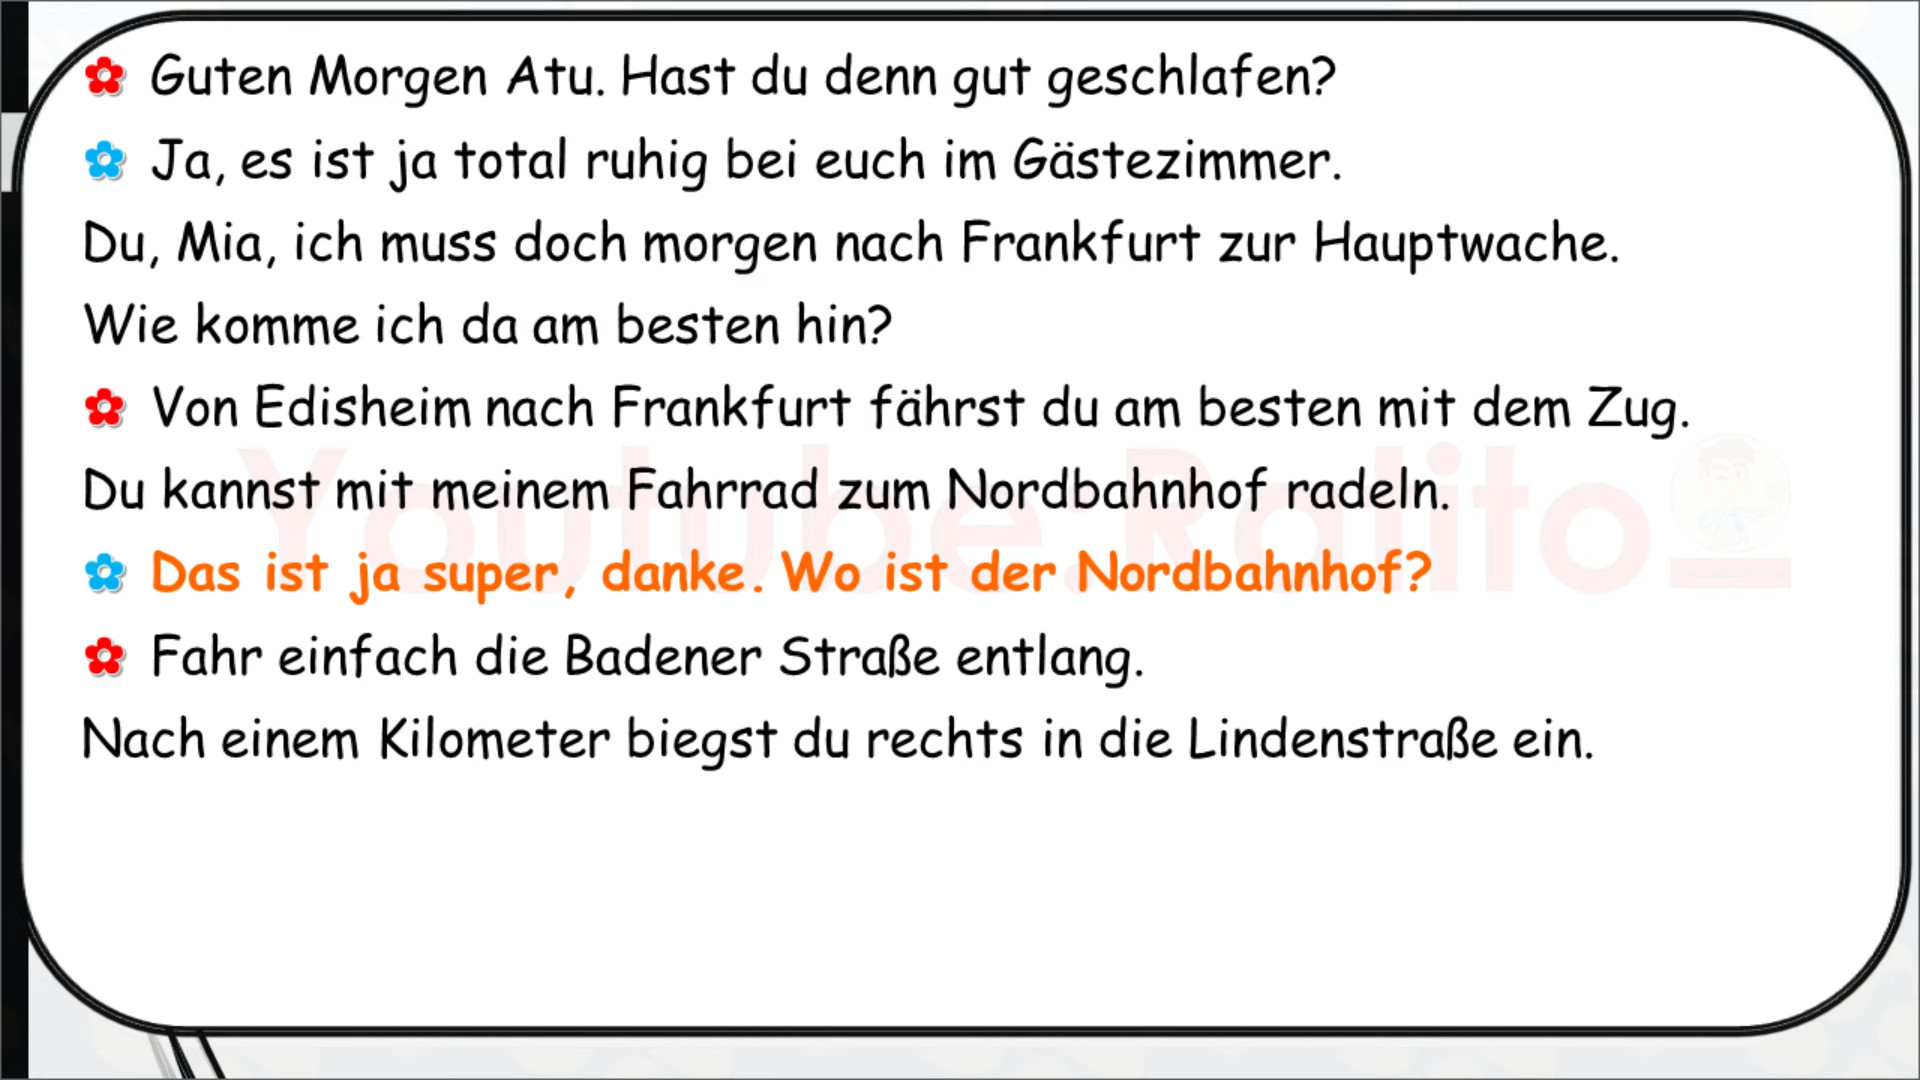 Guten Morgen Atu. Hast du denn gut geschlafen?
Ja, es ist ja total ruhig bei euch im Gästezimmer.
Du, Mia, ich muss doch morgen nach Frankfurt zur Hauptwache.
Wie komme ich da am besten hin?
Von Edisheim nach Frankfurt fährst du am besten mit dem Zug.
Du kannst mit meinem Fahrrad zum Nordbahnhof radeln.
Youtube: Ralito
Das ist ja super, danke. Wo ist der Nordbahnhof?
Fahr einfach die Badener Straße entlang.
Nach einem Kilometer biegst du rechts in die Lindenstraße ein.